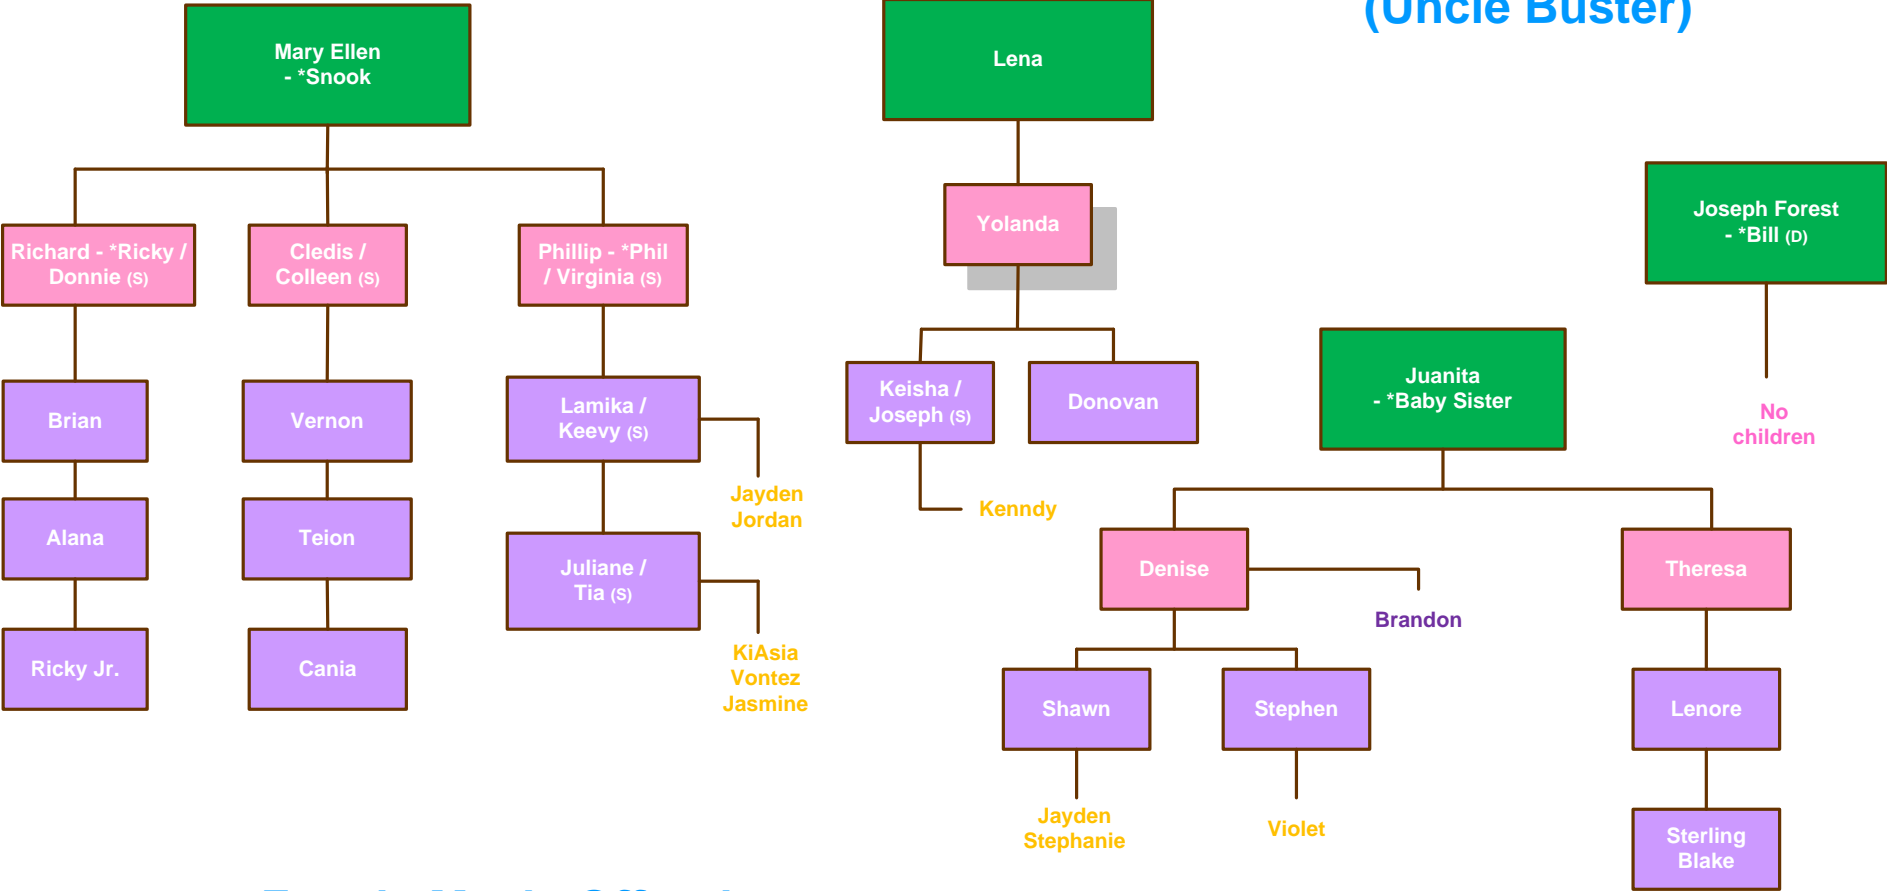 (Uncle Buster)
Mary Ellen
- *Snook
Lena
Joseph Forest
- *Bill (D)
No
children
Richard - *Ricky /
Donnie (S)
Cledis /
Colleen (S)
Phillip - *Phil
/ Virginia (S)
Yolanda
Brian
Alana
Ricky Jr.
Vernon
Teion
Cania
Lamika /
Keevy (S)
Jayden
Jordan
Juliane /
Tia (S)
KiAsia
Vontez
Jasmine
Keisha /
Joseph (S)
Donovan
Kenndy
Juanita
- *Baby Sister
Denise
Brandon
Theresa
Shawn
Stephen
Jayden
Stephanie
Violet
Lenore
Sterling
Blake